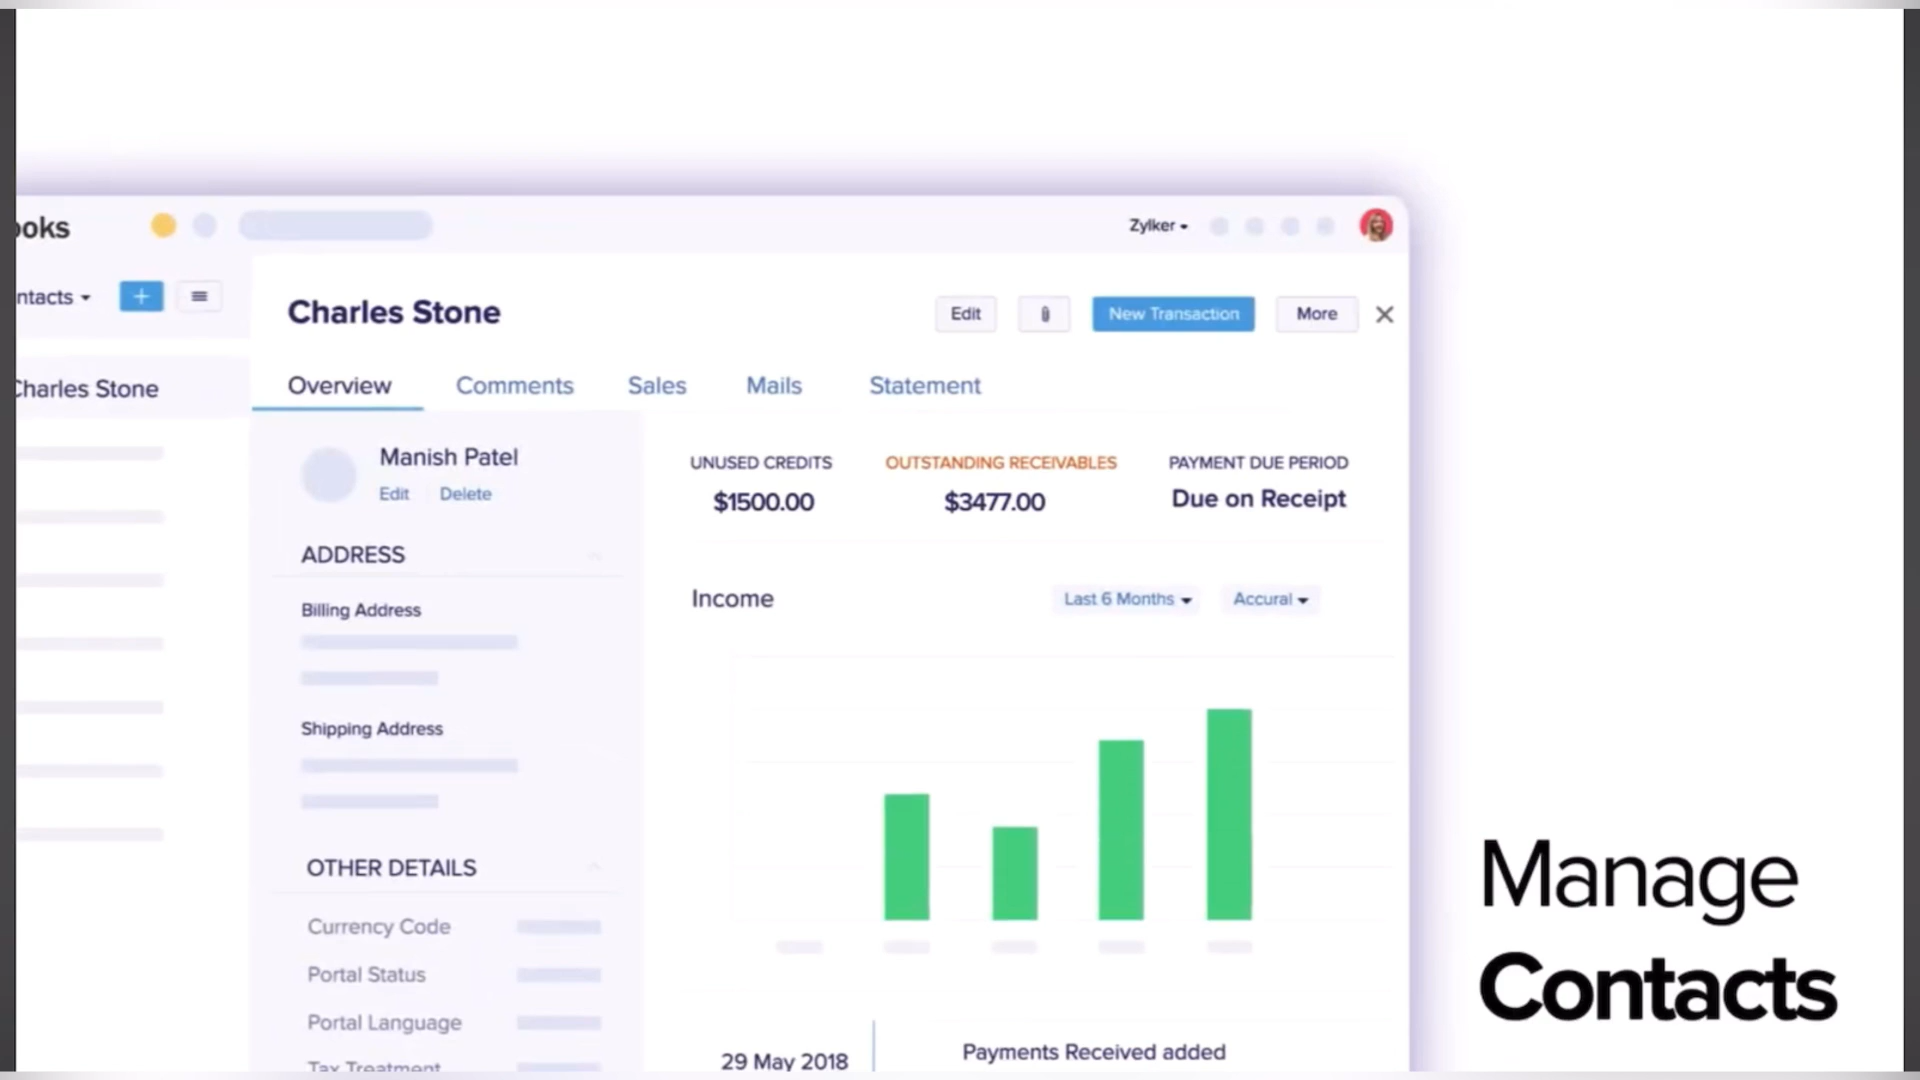 ooks
Zylker
ntacts
Charles Stone
Edit
New Transaction
More
Charles Stone
Overview
Comments
Sales
Mails
Statement
Manish Patel
Edit
Delete
UNUSED CREDITS
$1500.00
OUTSTANDING RECEIVABLES
$3477.00
PAYMENT DUE PERIOD
Due on Receipt
ADDRESS
Billing Address
Shipping Address
Income
Last 6 Months
Accural
OTHER DETAILS
Currency Code
Portal Status
Portal Language
Tax Treatment
29 May 2018
Payments Received added
Manage
Contacts